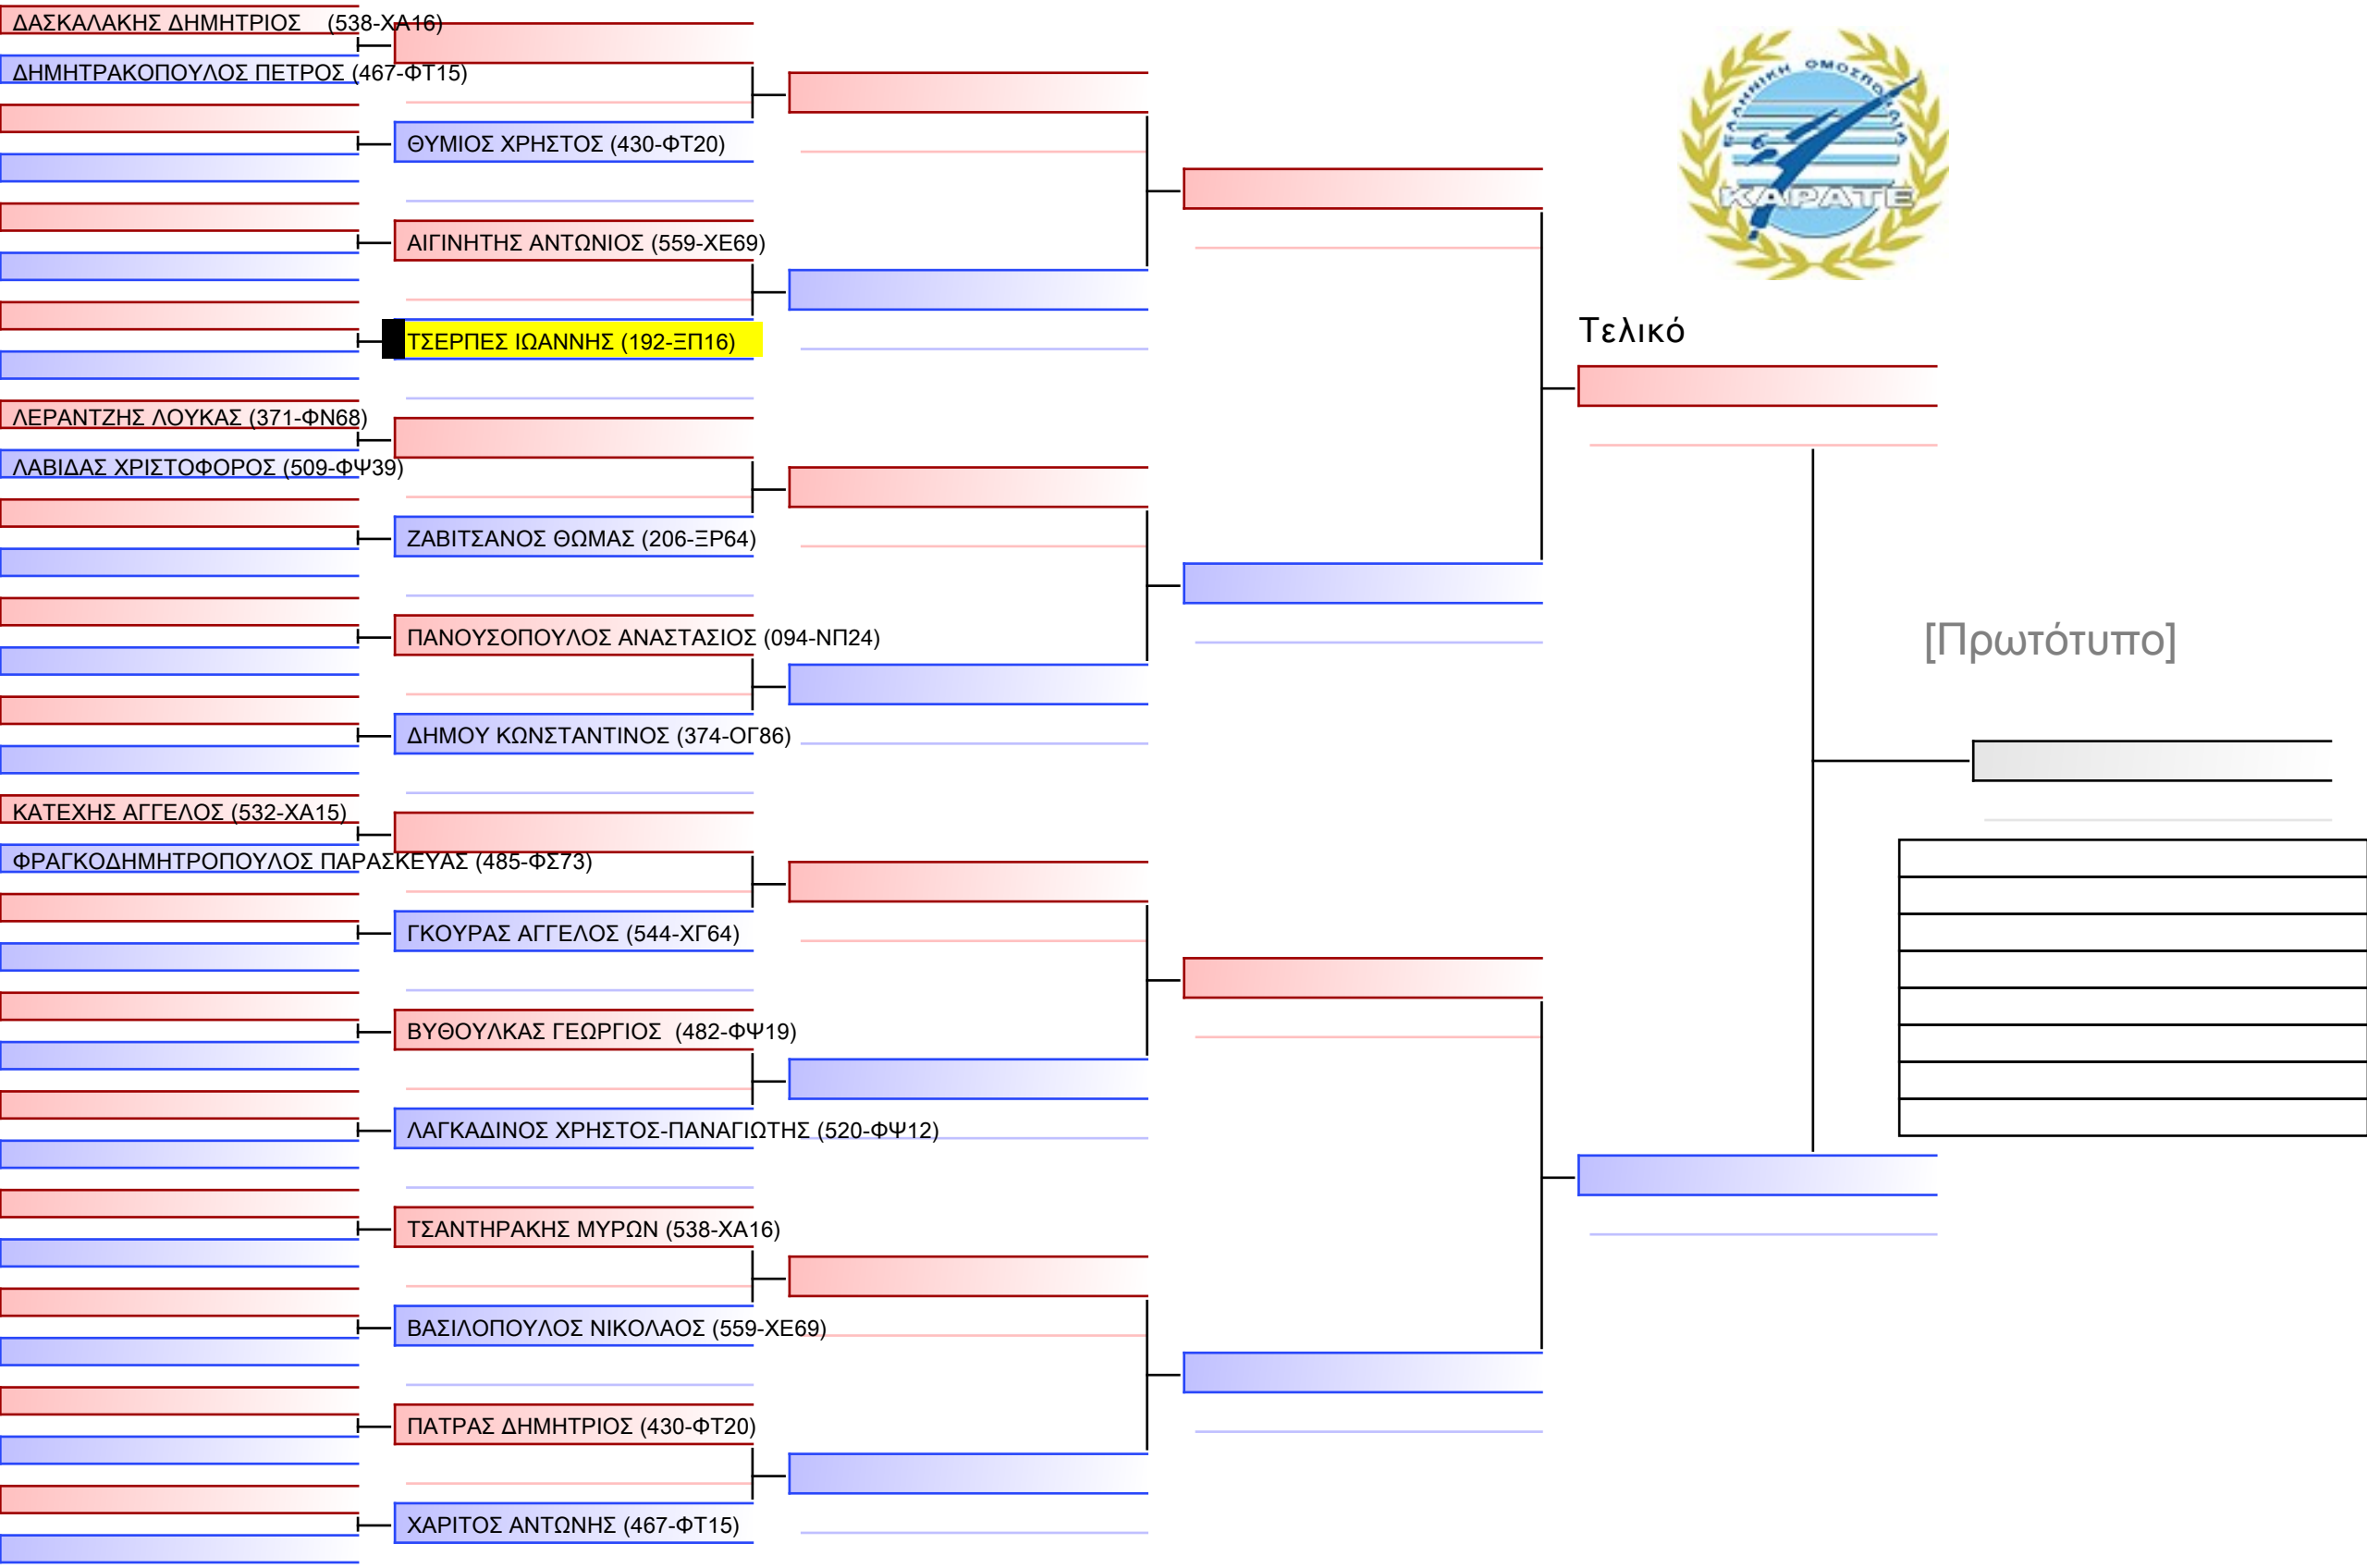 ΔΑΣΚΑΛΑΚΗΣ ΔΗΜΗΤΡΙΟΣ (538-ΧΑ16)
ΔΗΜΗΤΡΑΚΟΠΟΥΛΟΣ ΠΕΤΡΟΣ (467-ΦΤ15)
ΛΕΡΑΝΤΖΗΣ ΛΟΥΚΑΣ (371-ΦΝ68)
ΛΑΒΙΔΑΣ ΧΡΙΣΤΟΦΟΡΟΣ (509-ΦΨ39)
ΚΑΤΕΧΗΣ ΑΓΓΕΛΟΣ (532-ΧΑ15)
ΦΡΑΓΚΟΔΗΜΗΤΡΟΠΟΥΛΟΣ ΠΑΡΑΣΚΕΥΑΣ (485-ΦΣ73)
ΘΥΜΙΟΣ ΧΡΗΣΤΟΣ (430-ΦΤ20)
ΑΙΓΙΝΗΤΗΣ ΑΝΤΩΝΙΟΣ (559-ΧΕ69)
ΤΣΕΡΠΕΣ ΙΩΑΝΝΗΣ (192-ΞΠ16)
ΖΑΒΙΤΣΑΝΟΣ ΘΩΜΑΣ (206-ΞΡ64)
ΠΑΝΟΥΣΟΠΟΥΛΟΣ ΑΝΑΣΤΑΣΙΟΣ (094-ΝΠ24)
ΔΗΜΟΥ ΚΩΝΣΤΑΝΤΙΝΟΣ (374-ΟΓ86)
ΓΚΟΥΡΑΣ ΑΓΓΕΛΟΣ (544-ΧΓ64)
ΒΥΘΟΥΛΚΑΣ ΓΕΩΡΓΙΟΣ (482-ΦΨ19)
ΛΑΓΚΑΔΙΝΟΣ ΧΡΗΣΤΟΣ-ΠΑΝΑΓΙΩΤΗΣ (520-ΦΨ12)
ΤΣΑΝΤΗΡΑΚΗΣ ΜΥΡΩΝ (538-ΧΑ16)
ΒΑΣΙΛΟΠΟΥΛΟΣ ΝΙΚΟΛΑΟΣ (559-ΧΕ69)
ΠΑΤΡΑΣ ΔΗΜΗΤΡΙΟΣ (430-ΦΤ20)
ΧΑΡΙΤΟΣ ΑΝΤΩΝΗΣ (467-ΦΤ15)
ΕΛΛΗΝΙΚΗ ΟΜΟΣΠΟΝΔΙΑ
ΚΑΡΑΤΕ
Τελικό
[Πρωτότυπο]